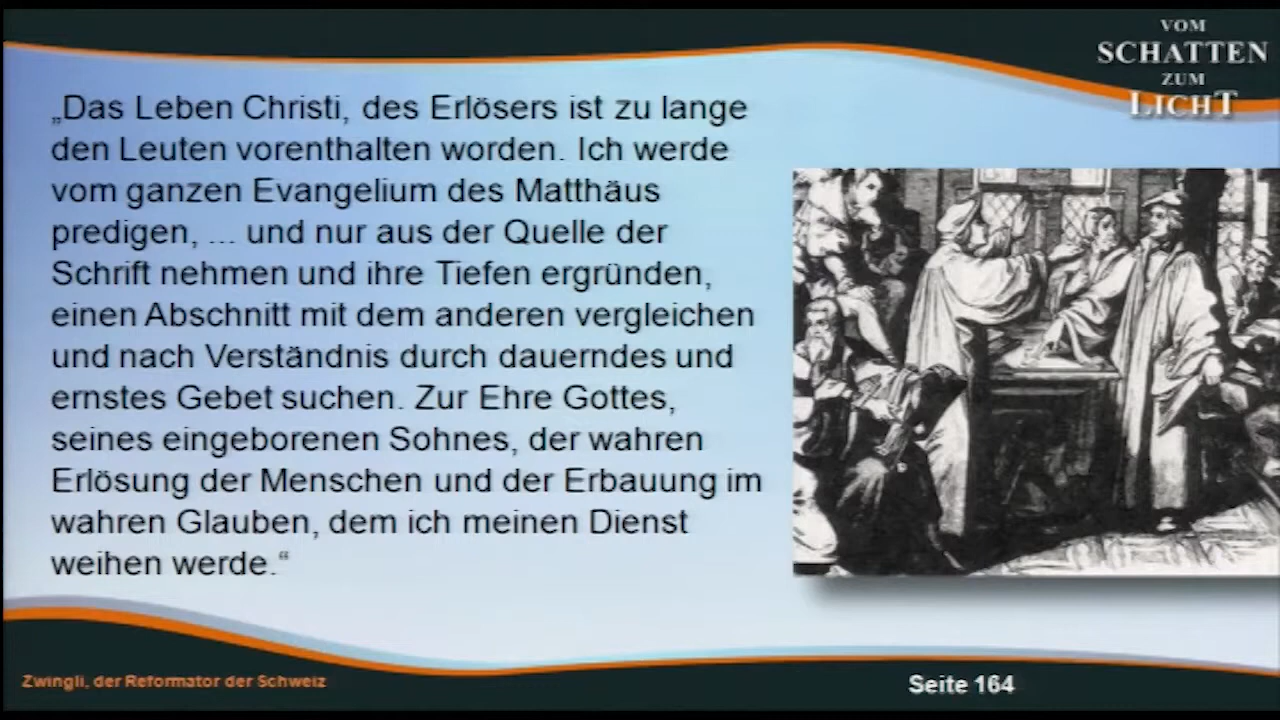 VOM
SCHATTEN
ZUM
LICHT
„Das Leben Christi, des Erlösers ist zu lange
den Leuten vorenthalten worden. Ich werde
vom ganzen Evangelium des Matthäus
predigen, ... und nur aus der Quelle der
Schrift nehmen und ihre Tiefen ergründen,
einen Abschnitt mit dem anderen vergleichen
und nach Verständnis durch dauerndes und
ernstes Gebet suchen. Zur Ehre Gottes,
seines eingeborenen Sohnes, der wahren
Erlösung der Menschen und der Erbauung im
wahren Glauben, dem ich meinen Dienst
weihen werde.“
Zwingli, der Reformator der Schweiz
Seite 164